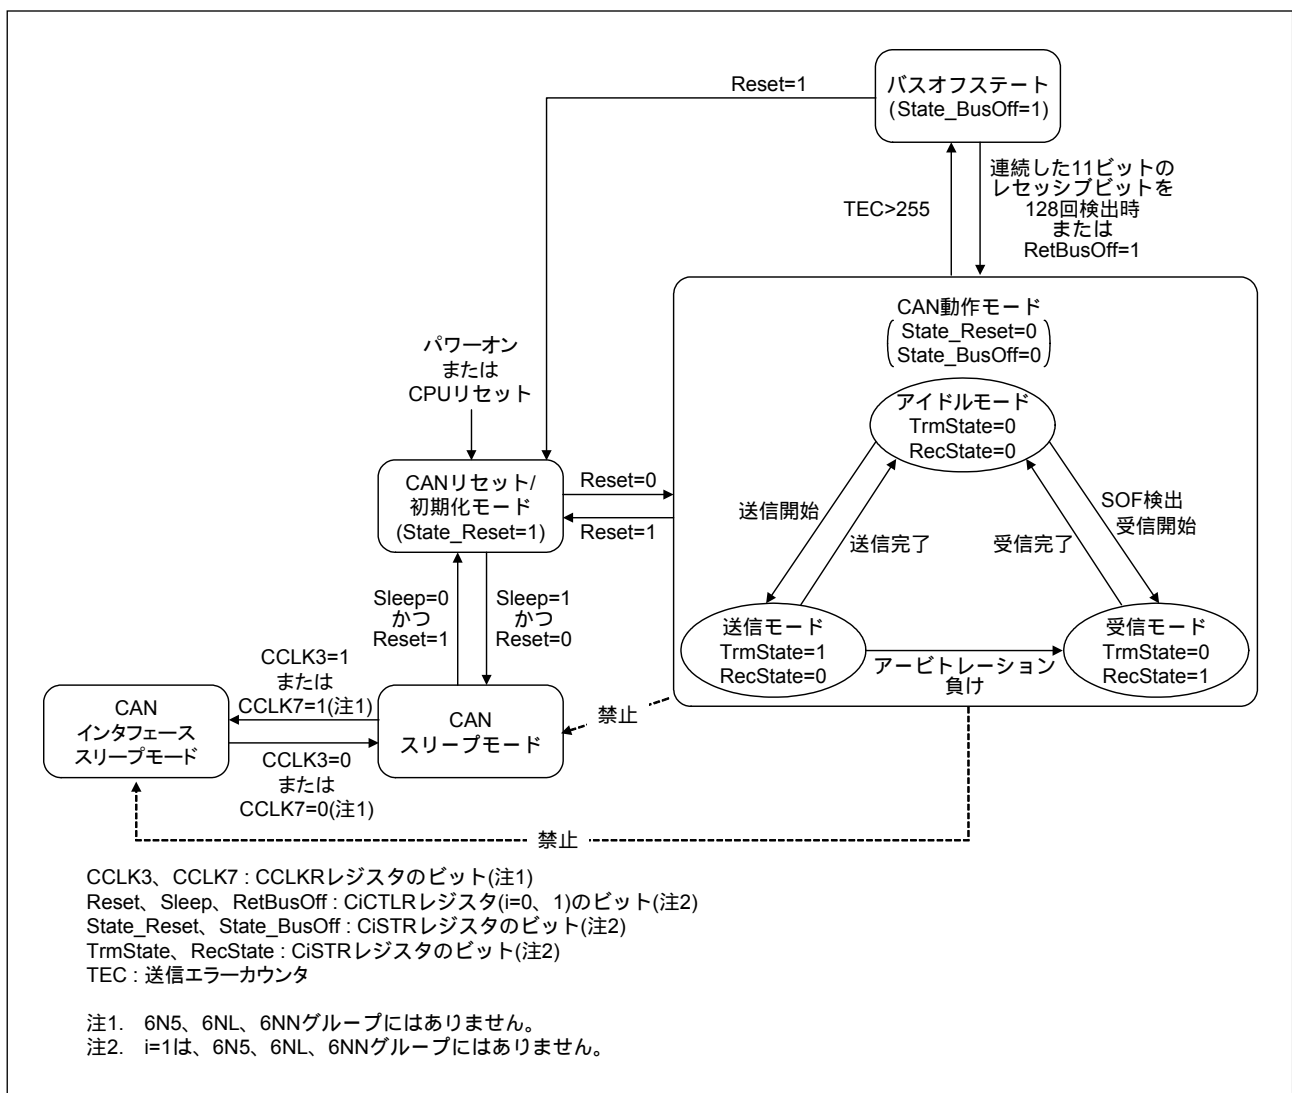 Reset=1
バスオフステート
(State_BusOff=1)
TEC>255
連続した11ビットの
レセッシブビットを
128回検出時
または
RetBusOff=1
CAN動作モード
State_Reset=0
State_BusOff=0
パワーオン
または
CPUリセット
アイドルモード
TrmState=0
RecState=0
CANリセット/
初期化モード
(State_Reset=1)
Reset=0
Reset=1
送信開始
送信完了
受信完了
SOF検出
受信開始
Sleep=0
かつ
Reset=1
Sleep=1
かつ
Reset=0
送信モード
TrmState=1
RecState=0
アービトレーション
負け
受信モード
TrmState=0
RecState=1
CCLK3=1
または
CCLK7=1(注1)
CAN
インタフェース
スリープモード
CAN
スリープモード
禁止
CCLK3=0
または
CCLK7=0(注1)
禁止
CCLK3、CCLK7 : CCLKRレジスタのビット(注1)
Reset、Sleep、RetBusOff : CiCTLRレジスタ(i=0、1)のビット(注2)
State_Reset、State_BusOff : CiSTRレジスタのビット(注2)
TrmState、RecState : CiSTRレジスタのビット(注2)
TEC : 送信エラーカウンタ
注1. 6N5、6NL、6NNグループにはありません。
注2. i=1は、6N5、6NL、6NNグループにはありません。